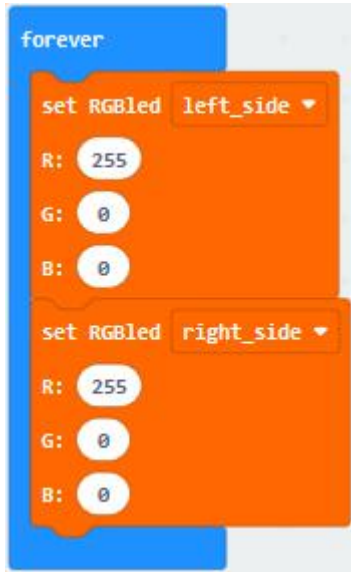 forever
set RGBled left_side
R: 255
G: 0
B: 0
set RGBled right_side
R: 255
G: 0
B: 0